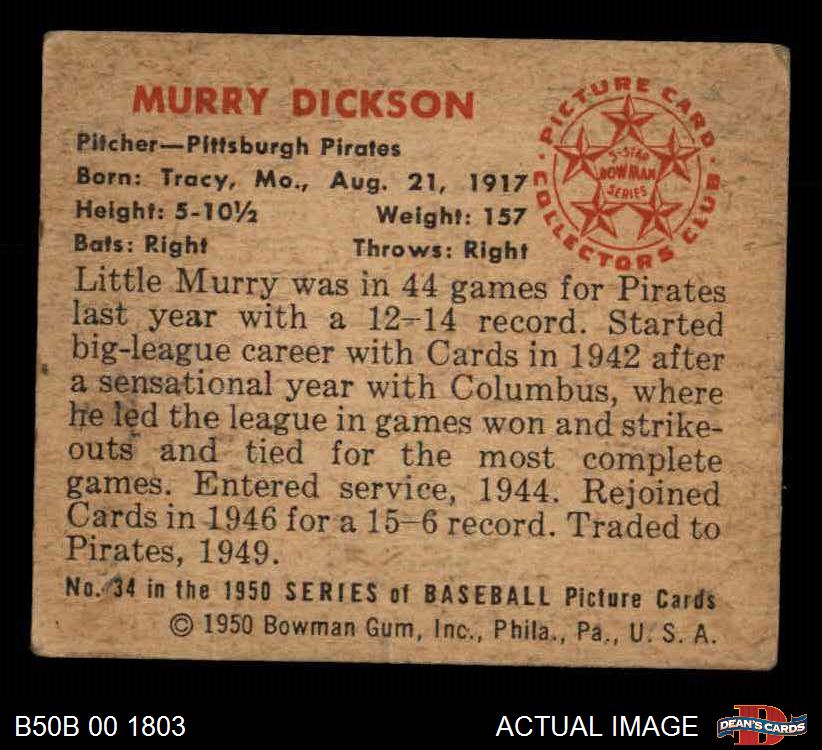 MURRY DICKSON
Pitcher—Pittsburgh Pirates
Born: Tracy, Mo., Aug. 21, 1917
Height: 5-10½ Weight: 157
Bats: Right Throws: Right
PICTURE CARD
COLLECTORS CLUB
5-STAR
BOWMAN
SERIES
Little Murry was in 44 games for Pirates
last year with a 12-14 record. Started
big-league career with Cards in 1942 after
a sensational year with Columbus, where
he led the league in games won and strike-
outs and tied for the most complete
games. Entered service, 1944. Rejoined
Cards in 1946 for a 15-6 record. Traded to
Pirates, 1949.
No. 34 in the 1950 SERIES of BASEBALL Picture Cards
© 1950 Bowman Gum, Inc., Phila., Pa., U. S. A.
B50B 00 1803
ACTUAL IMAGE
D
DEAN'S CARDS